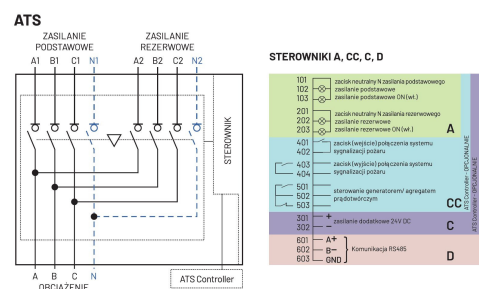 ATS
ZASILANIE PODSTAWOWE
ZASILANIE REZERWOWE
A1 B1 C1 N1 A2 B2 C2 N2
STEROWNIK
A B C N
OBCIĄŻENIE
ATS Controller
STEROWNIKI A, CC, C, D
101 zacisk neutralny N zasilania podstawowego
102 zasilanie podstawowe
103 zasilanie podstawowe ON (wł.)
201 zacisk neutralny N zasilania rezerwowego
202 zasilanie rezerwowe
203 zasilanie rezerwowe ON (wł.)
A
401 zacisk (wejście) połączenia systemu
402 sygnalizacji pożaru
403 zacisk (wyjście) połączenia systemu
404 sygnalizacji pożaru
501
502 sterowanie generatorem/ agregatem prądotwórczym
503
CC
301 + zasilanie dodatkowe 24V DC
302 −
C
601 A+
602 B− Komunikacja RS485
603 GND
D
ATS Controller - OPCJONALNIE
ATS Controller - OPCJONALNIE